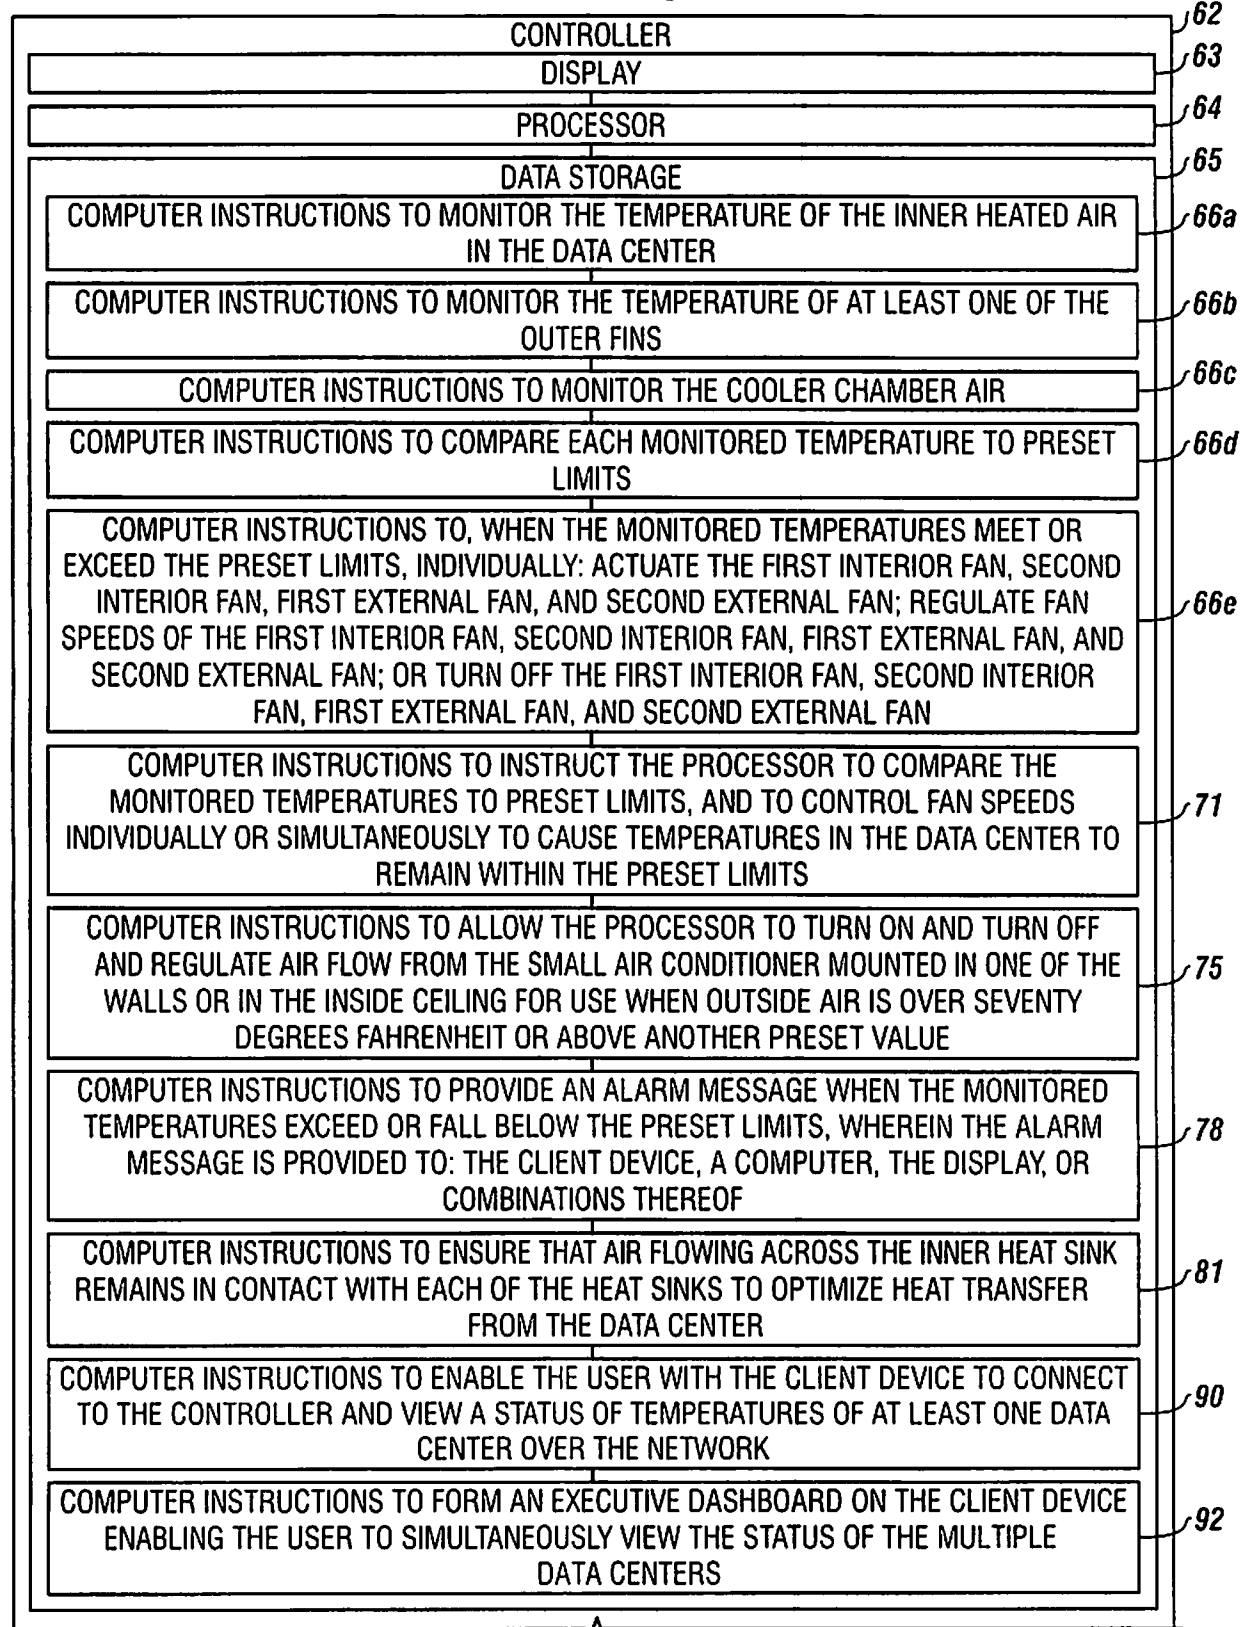 CONTROLLER
62
DISPLAY
63
PROCESSOR
64
DATA STORAGE
65
COMPUTER INSTRUCTIONS TO MONITOR THE TEMPERATURE OF THE INNER HEATED AIR
IN THE DATA CENTER
66a
COMPUTER INSTRUCTIONS TO MONITOR THE TEMPERATURE OF AT LEAST ONE OF THE
OUTER FINS
66b
COMPUTER INSTRUCTIONS TO MONITOR THE COOLER CHAMBER AIR
66c
COMPUTER INSTRUCTIONS TO COMPARE EACH MONITORED TEMPERATURE TO PRESET
LIMITS
66d
COMPUTER INSTRUCTIONS TO, WHEN THE MONITORED TEMPERATURES MEET OR
EXCEED THE PRESET LIMITS, INDIVIDUALLY: ACTUATE THE FIRST INTERIOR FAN, SECOND
INTERIOR FAN, FIRST EXTERNAL FAN, AND SECOND EXTERNAL FAN; REGULATE FAN
SPEEDS OF THE FIRST INTERIOR FAN, SECOND INTERIOR FAN, FIRST EXTERNAL FAN, AND
SECOND EXTERNAL FAN; OR TURN OFF THE FIRST INTERIOR FAN, SECOND INTERIOR
FAN, FIRST EXTERNAL FAN, AND SECOND EXTERNAL FAN
66e
COMPUTER INSTRUCTIONS TO INSTRUCT THE PROCESSOR TO COMPARE THE
MONITORED TEMPERATURES TO PRESET LIMITS, AND TO CONTROL FAN SPEEDS
INDIVIDUALLY OR SIMULTANEOUSLY TO CAUSE TEMPERATURES IN THE DATA CENTER TO
REMAIN WITHIN THE PRESET LIMITS
71
COMPUTER INSTRUCTIONS TO ALLOW THE PROCESSOR TO TURN ON AND TURN OFF
AND REGULATE AIR FLOW FROM THE SMALL AIR CONDITIONER MOUNTED IN ONE OF THE
WALLS OR IN THE INSIDE CEILING FOR USE WHEN OUTSIDE AIR IS OVER SEVENTY
DEGREES FAHRENHEIT OR ABOVE ANOTHER PRESET VALUE
75
COMPUTER INSTRUCTIONS TO PROVIDE AN ALARM MESSAGE WHEN THE MONITORED
TEMPERATURES EXCEED OR FALL BELOW THE PRESET LIMITS, WHEREIN THE ALARM
MESSAGE IS PROVIDED TO: THE CLIENT DEVICE, A COMPUTER, THE DISPLAY, OR
COMBINATIONS THEREOF
78
COMPUTER INSTRUCTIONS TO ENSURE THAT AIR FLOWING ACROSS THE INNER HEAT SINK
REMAINS IN CONTACT WITH EACH OF THE HEAT SINKS TO OPTIMIZE HEAT TRANSFER
FROM THE DATA CENTER
81
COMPUTER INSTRUCTIONS TO ENABLE THE USER WITH THE CLIENT DEVICE TO CONNECT
TO THE CONTROLLER AND VIEW A STATUS OF TEMPERATURES OF AT LEAST ONE DATA
CENTER OVER THE NETWORK
90
COMPUTER INSTRUCTIONS TO FORM AN EXECUTIVE DASHBOARD ON THE CLIENT DEVICE
ENABLING THE USER TO SIMULTANEOUSLY VIEW THE STATUS OF THE MULTIPLE
DATA CENTERS
92